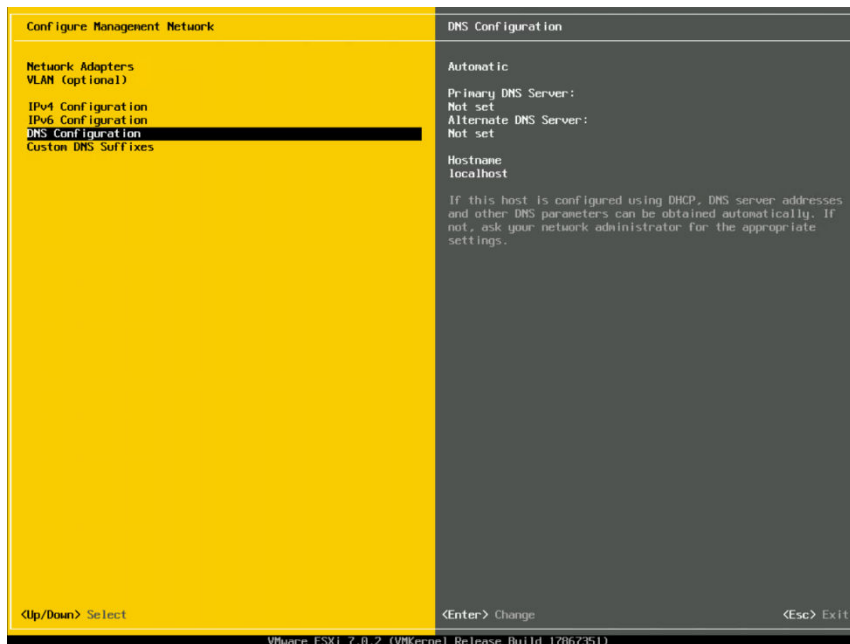 Configure Management Network
Network Adapters
VLAN (optional)
IPv4 Configuration
IPv6 Configuration
DNS Configuration
Custom DNS Suffixes
DNS Configuration
Automatic
Primary DNS Server:
Not set
Alternate DNS Server:
Not set
Hostname
localhost
If this host is configured using DHCP, DNS server addresses
and other DNS parameters can be obtained automatically. If
not, ask your network administrator for the appropriate
settings.
<Up/Down> Select
<Enter> Change
<Esc> Exit
VMware ESXi 7.0.2 (VMKernel Release Build 17867351)